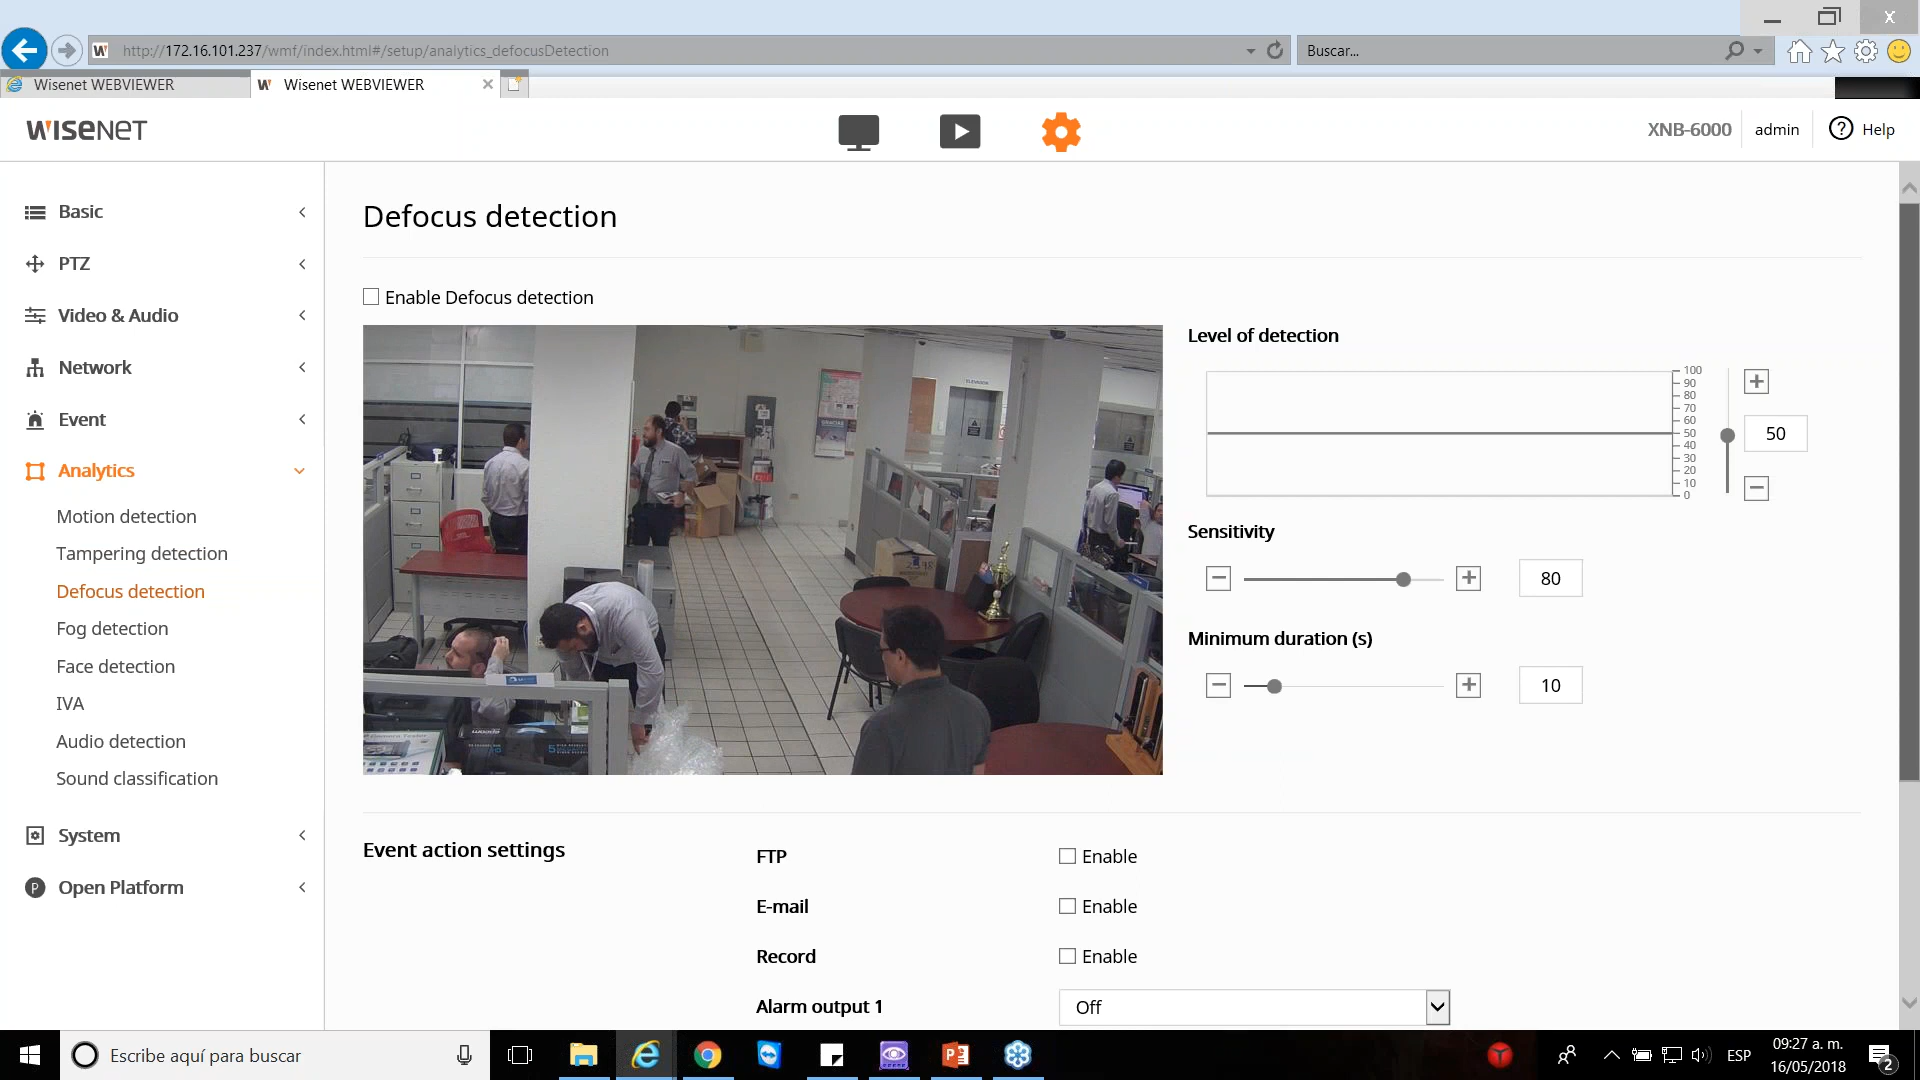 http://172.16.101.237/wmf/index.html#/setup/analytics_defocusDetection
Buscar...
Wisenet WEBVIEWER
Wisenet WEBVIEWER
WISENET
XNB-6000
admin
Help
Basic
PTZ
Video & Audio
Network
Event
Analytics
Motion detection
Tampering detection
Defocus detection
Fog detection
Face detection
IVA
Audio detection
Sound classification
System
Open Platform
Defocus detection
Enable Defocus detection
GRACIAS
ELEVADOR
Level of detection
100
90
80
70
60
50
40
30
20
10
0
50
Sensitivity
80
Minimum duration (s)
10
Event action settings
FTP
Enable
E-mail
Enable
Record
Enable
Alarm output 1
Off
Escribe aquí para buscar
ESP
09:27 a. m.
16/05/2018
2